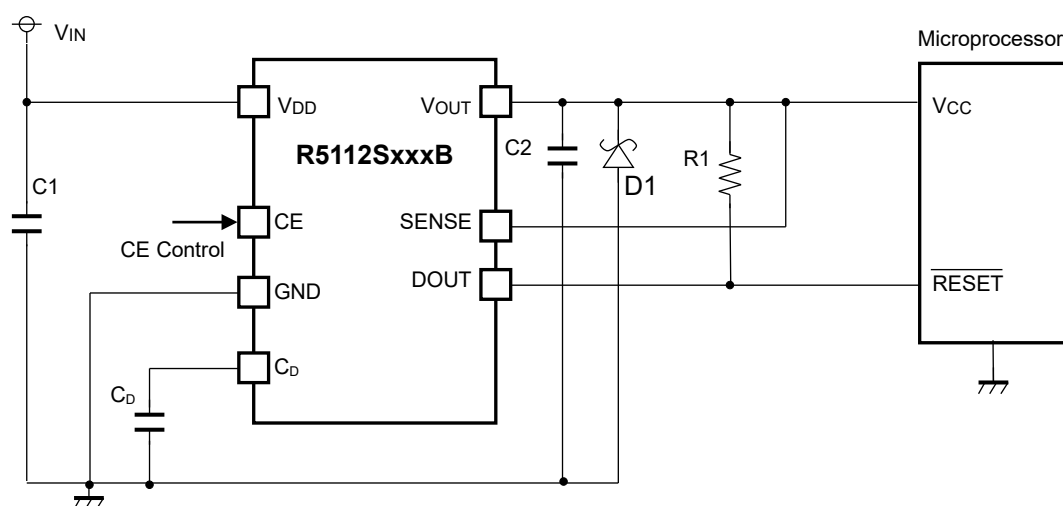 VIN
Microprocessor
VDD
VOUT
VCC
R5112SxxxB
C2
R1
D1
C1
CE
SENSE
CE Control
GND
DOUT
RESET
CD
CD